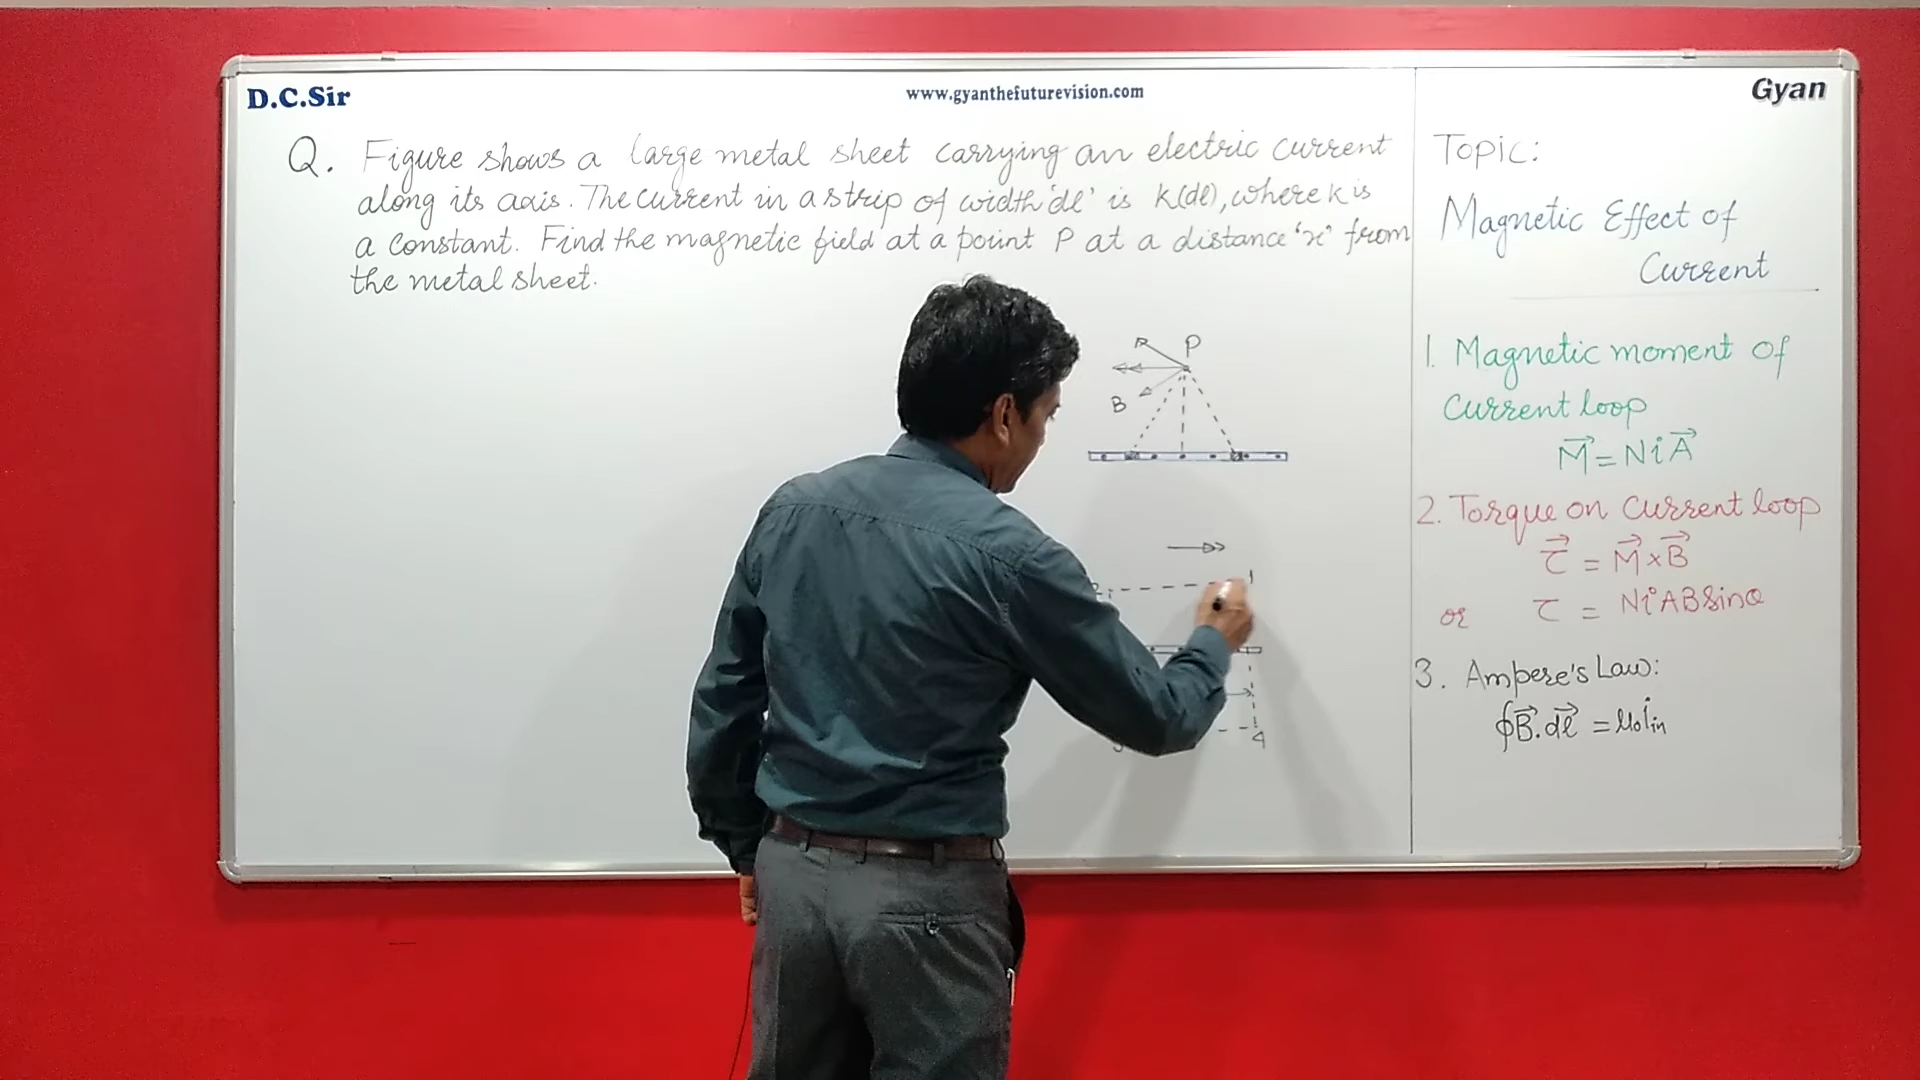 D.C.Sir
www.gyanthefuturevision.com
Gyan
Q. Figure shows a large metal sheet carrying an electric current
along its axis. The current in a strip of width 'dl' is K(dl), where K is
a constant. Find the magnetic field at a point P at a distance 'x' from
the metal sheet.
P
B
1
4
Topic:
Magnetic Effect of
Current
1. Magnetic moment of
Current loop
M⃗ = NiA⃗
2. Torque on Current loop
τ⃗ = M⃗ × B⃗
or τ = NiABsinθ
3. Ampere's Law:
∮B⃗.dl⃗ = μ₀iin